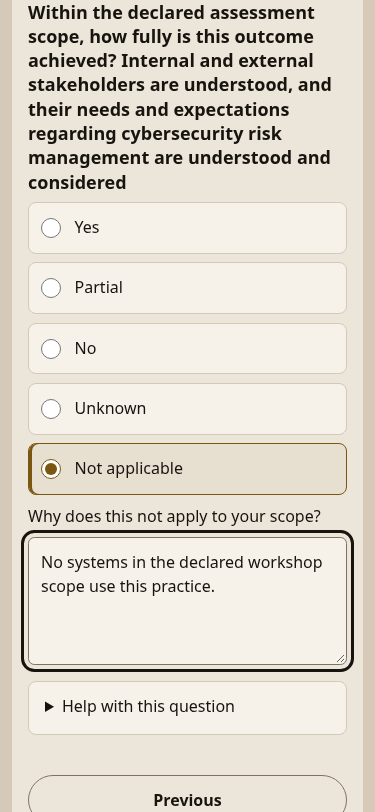 Within the declared assessment
scope, how fully is this outcome
achieved? Internal and external
stakeholders are understood, and
their needs and expectations
regarding cybersecurity risk
management are understood and
considered
Yes
Partial
No
Unknown
Not applicable
Why does this not apply to your scope?
No systems in the declared workshop
scope use this practice.
Help with this question
Previous